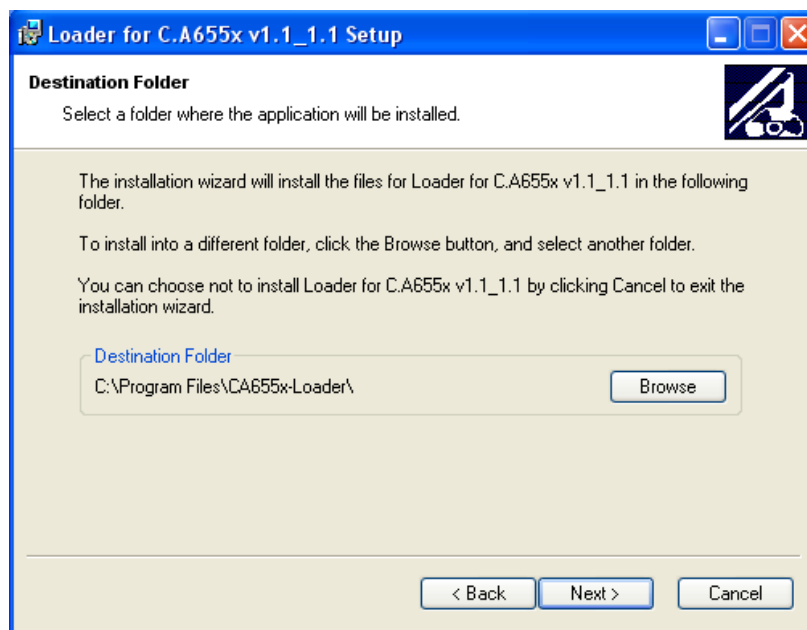 Loader for C.A655x v1.1_1.1 Setup
Destination Folder
Select a folder where the application will be installed.
The installation wizard will install the files for Loader for C.A655x v1.1_1.1 in the following
folder.
To install into a different folder, click the Browse button, and select another folder.
You can choose not to install Loader for C.A655x v1.1_1.1 by clicking Cancel to exit the
installation wizard.
Destination Folder
C:\Program Files\CA655x-Loader\
Browse
< Back
Next >
Cancel